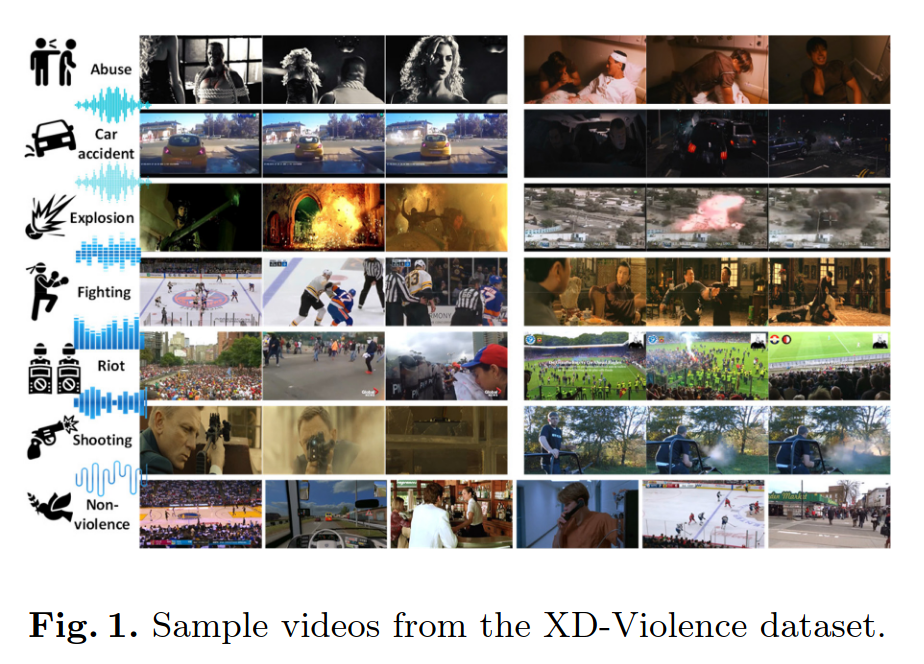 Abuse
Car
accident
Explosion
Fighting
Riot
Shooting
Non-
violence
Fig. 1. Sample videos from the XD-Violence dataset.